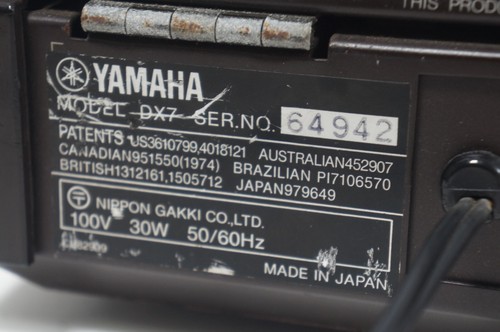 THIS PROD
YAMAHA
MODEL DX7 SER.NO. 64942
PATENTS US3610799,4018121 AUSTRALIAN452907
CANADIAN951550(1974) BRAZILIAN PI7106570
BRITISH1312161,1505712 JAPAN979649
NIPPON GAKKI CO.,LTD.
100V 30W 50/60Hz
MADE IN JAPAN